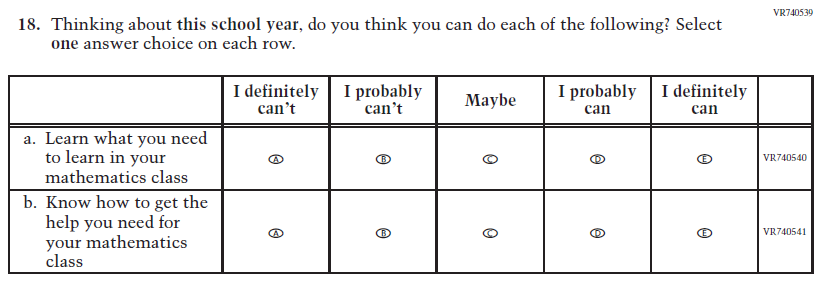 VR740539
18. Thinking about this school year, do you think you can do each of the following? Select
one answer choice on each row.
I definitely can't
I probably can't
Maybe
I probably can
I definitely can
a. Learn what you need
to learn in your
mathematics class
A B C D E VR740540
b. Know how to get the
help you need for
your mathematics
class
A B C D E VR740541